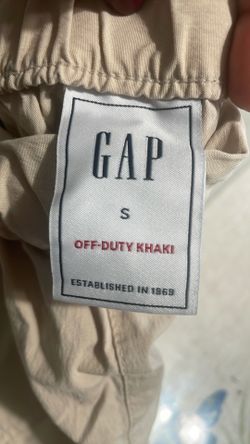 GAP
S
OFF-DUTY KHAKI
ESTABLISHED IN 1969